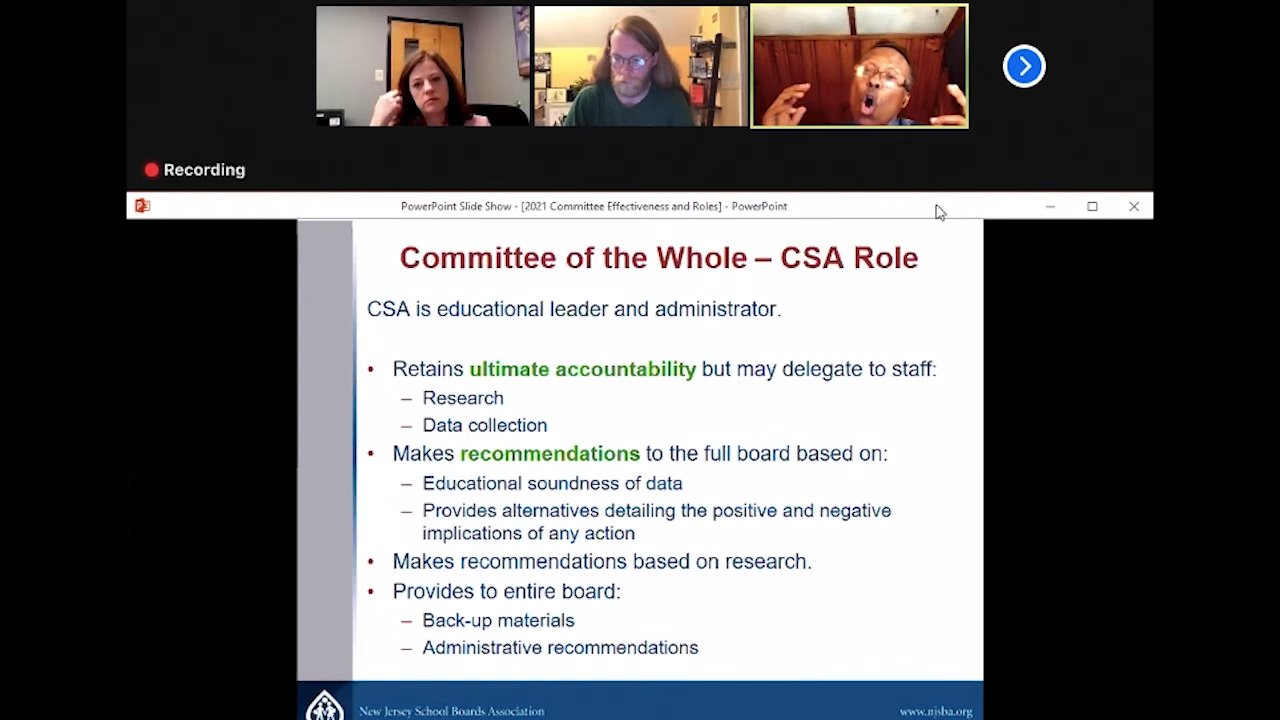 Recording
PowerPoint Slide Show - [2021 Committee Effectiveness and Roles] - PowerPoint
Committee of the Whole – CSA Role
CSA is educational leader and administrator.
• Retains ultimate accountability but may delegate to staff:
– Research
– Data collection
• Makes recommendations to the full board based on:
– Educational soundness of data
– Provides alternatives detailing the positive and negative
implications of any action
• Makes recommendations based on research.
• Provides to entire board:
– Back-up materials
– Administrative recommendations
New Jersey School Boards Association
www.njsba.org